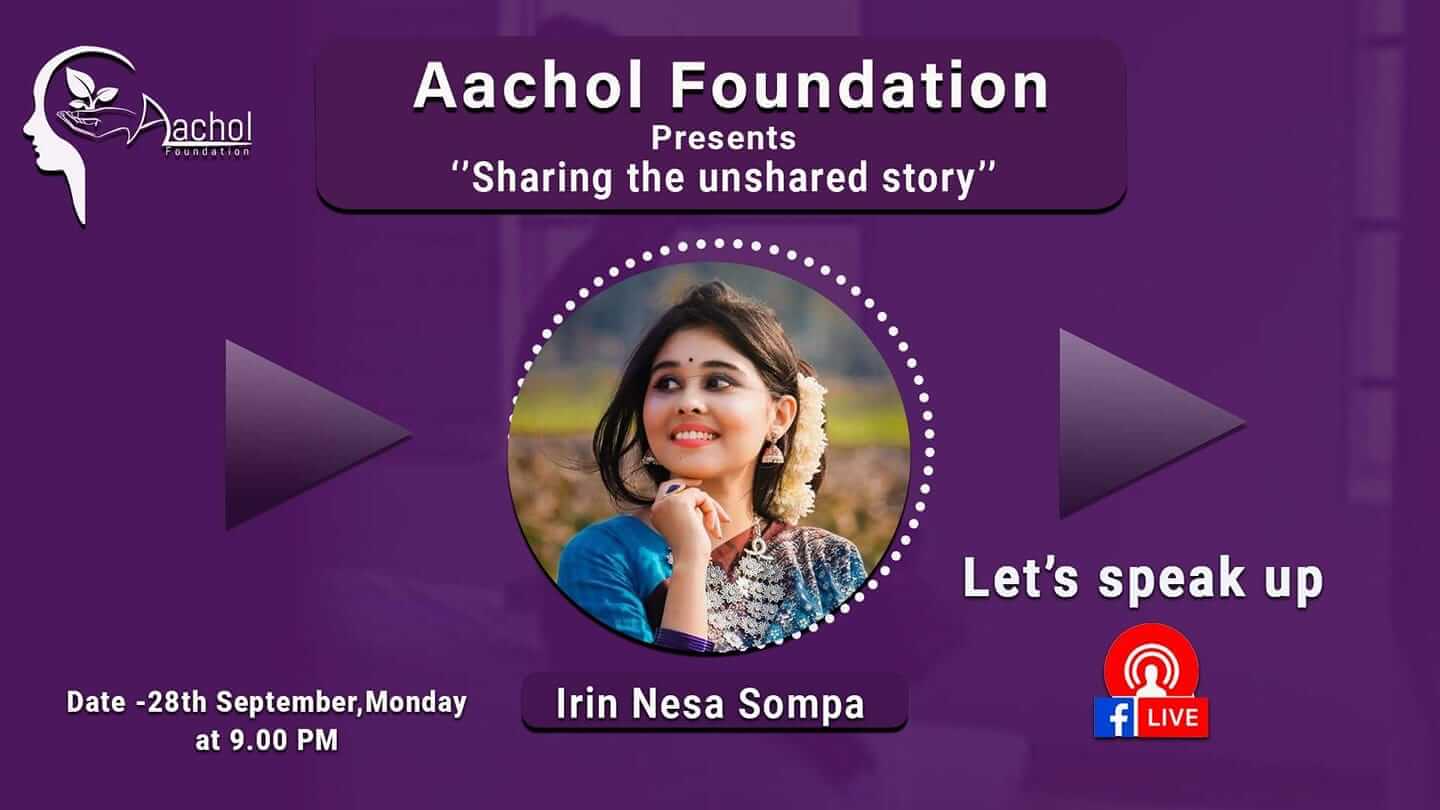 Aachol
Foundation
Aachol Foundation
Presents
‘’Sharing the unshared story’’
Let’s speak up
Irin Nesa Sompa
Date -28th September,Monday
at 9.00 PM
f LIVE